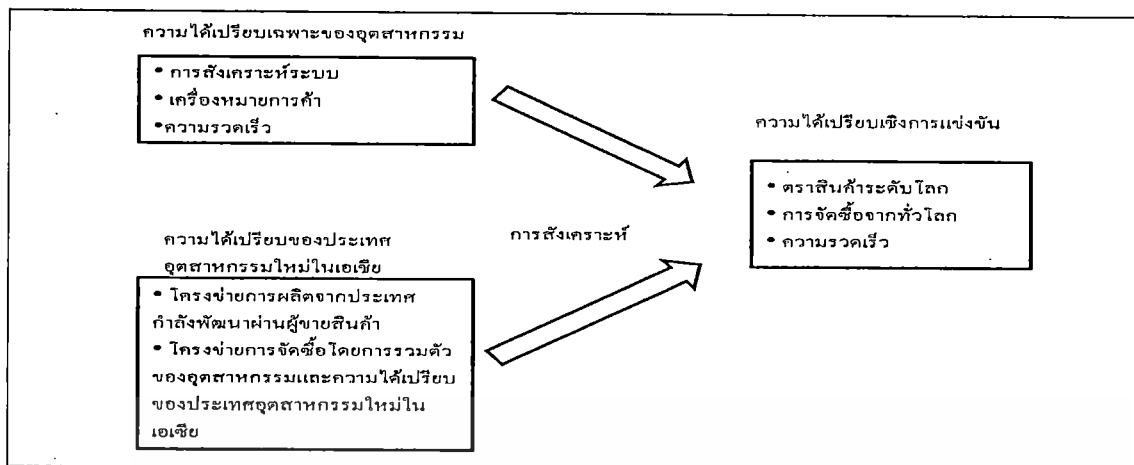 ความได้เปรียบเฉพาะของอุตสาหกรรม
• การสังเคราะห์ระบบ
• เครื่องหมายการค้า
•ความรวดเร็ว
ความได้เปรียบเชิงการแข่งขัน
• ตราสินค้าระดับโลก
• การจัดซื้อจากทั่วโลก
• ความรวดเร็ว
การสังเคราะห์
ความได้เปรียบของประเทศ
อุตสาหกรรมใหม่ในเอเซีย
• โครงข่ายการผลิตจากประเทศ
กำลังพัฒนาผ่านผู้ขายสินค้า
• โครงข่ายการจัดซื้อโดยการรวมตัว
ของอุตสาหกรรมและความได้เปรียบ
ของประเทศอุตสาหกรรมใหม่ใน
เอเซีย